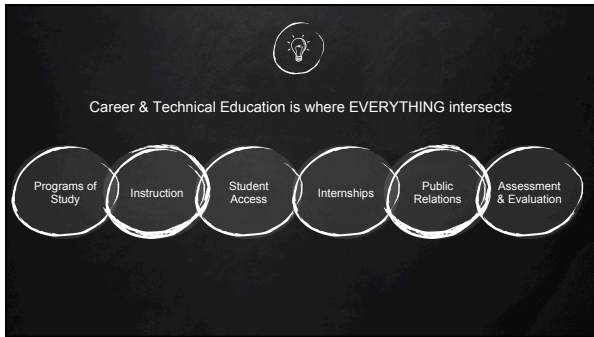 Career & Technical Education is where EVERYTHING intersects
Programs of
Study
Instruction
Student
Access
Internships
Public
Relations
Assessment
& Evaluation